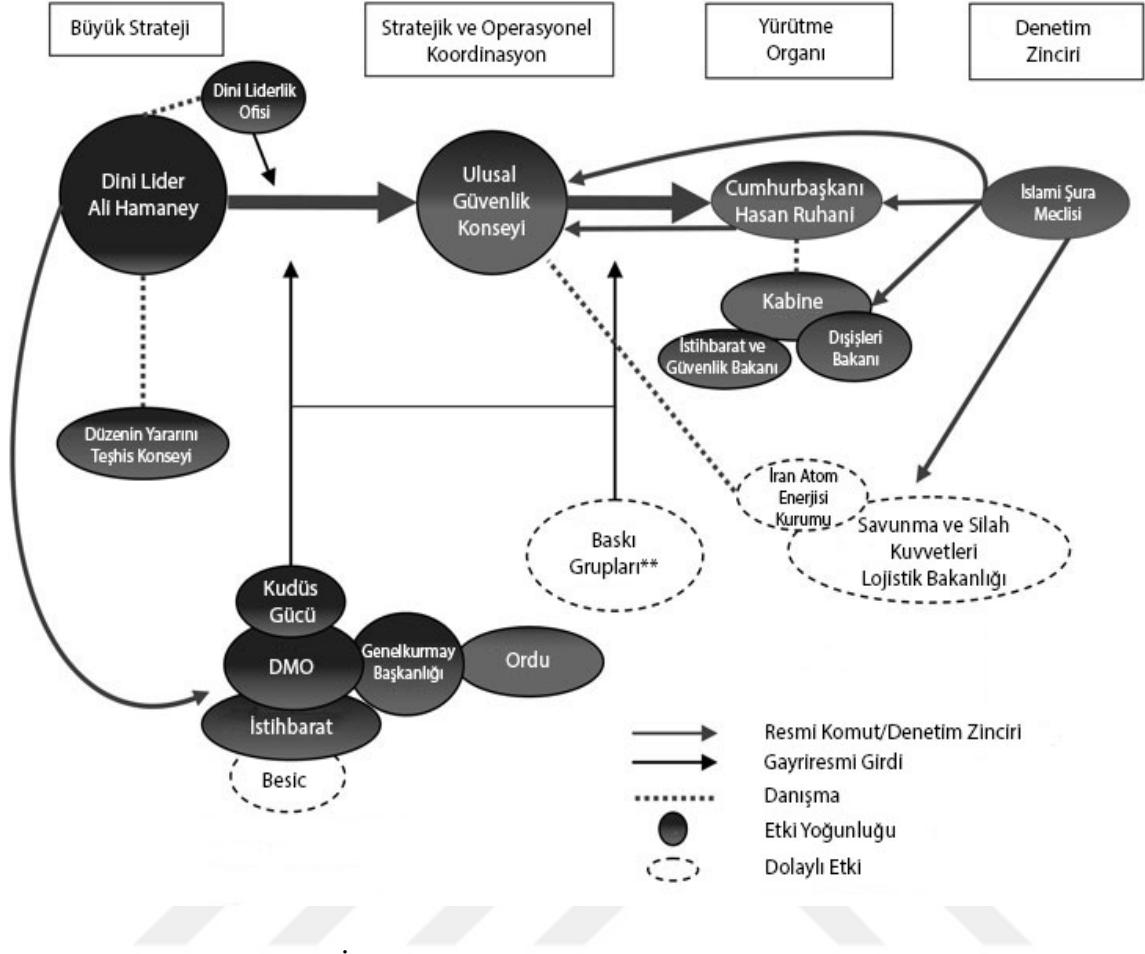 Büyük Strateji
Stratejik ve Operasyonel
Koordinasyon
Yürütme
Organı
Denetim
Zinciri
Dini Liderlik
Ofisi
Dini Lider
Ali Hamaney
Ulusal
Güvenlik
Konseyi
Cumhurbaşkanı
Hasan Ruhani
İslami Şura
Meclisi
Kabine
İstihbarat ve
Güvenlik Bakanı
Dışişleri
Bakanı
Düzenin Yararını
Teşhis Konseyi
İran Atom
Enerjisi
Kurumu
Savunma ve Silah
Kuvvetleri
Lojistik Bakanlığı
Baskı
Grupları**
Kudüs
Gücü
DMO
Genelkurmay
Başkanlığı
Ordu
İstihbarat
Besic
Resmi Komut/Denetim Zinciri
Gayriresmi Girdi
Danışma
Etki Yoğunluğu
Dolaylı Etki
.